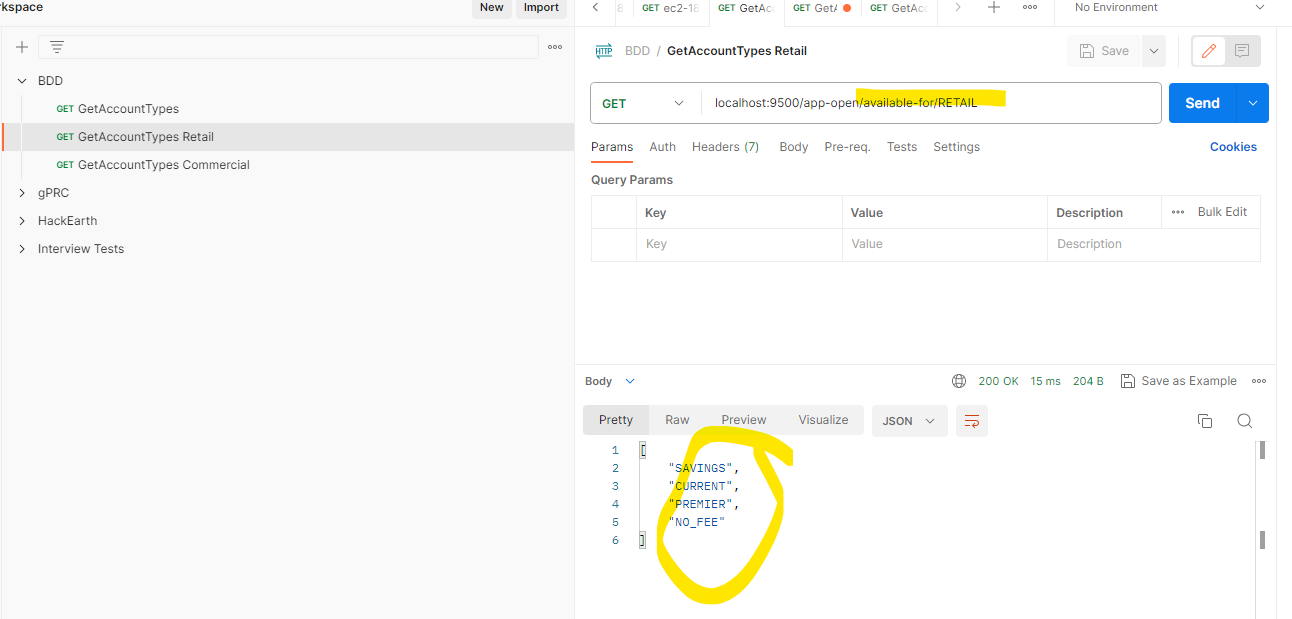 rkspace
New Import
GET ec2-18 GET GetAcc GET GetA GET GetAcc
No Environment
BDD
GET GetAccountTypes
GET GetAccountTypes Retail
GET GetAccountTypes Commercial
gPRC
HackEarth
Interview Tests
HTTP BDD / GetAccountTypes Retail
Save
GET localhost:9500/app-open/available-for/RETAIL
Send
Params Auth Headers (7) Body Pre-req. Tests Settings
Cookies
Query Params
Key Value Description Bulk Edit
Key Value Description
Body
200 OK 15 ms 204 B Save as Example
Pretty Raw Preview Visualize JSON
1 [
2 "SAVINGS",
3 "CURRENT",
4 "PREMIER",
5 "NO_FEE"
6 ]